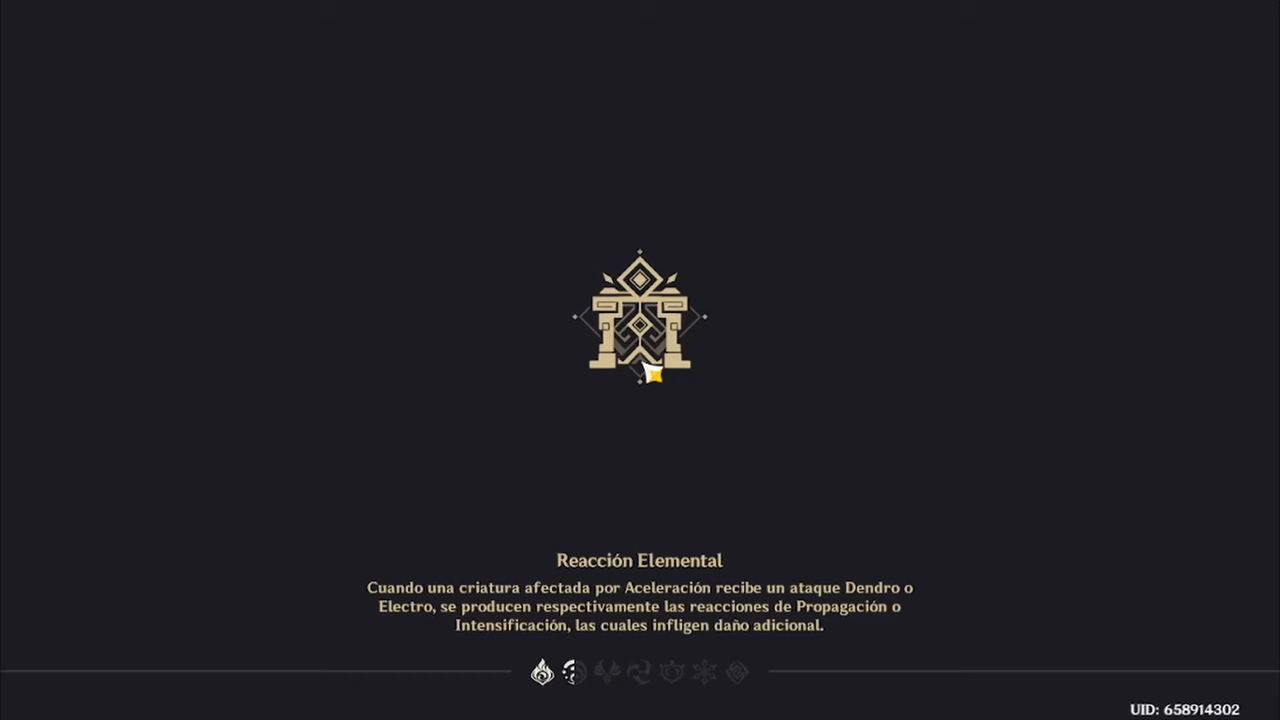 Reacción Elemental
Cuando una criatura afectada por Aceleración recibe un ataque Dendro o
Electro, se producen respectivamente las reacciones de Propagación o
Intensificación, las cuales infligen daño adicional.
UID: 658914302